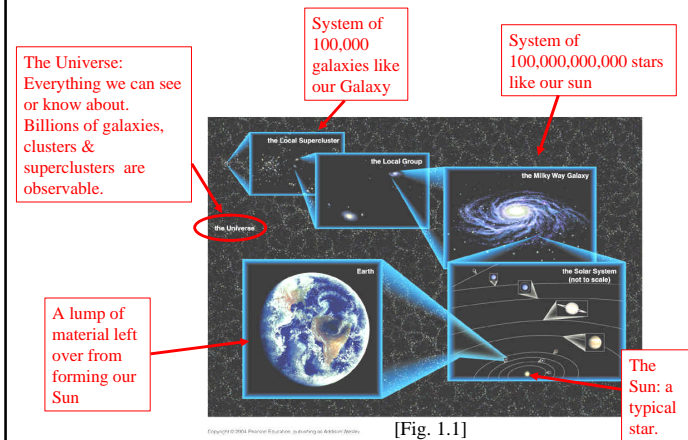 The Universe:
Everything we can see
or know about.
Billions of galaxies,
clusters &
superclusters are
observable.
System of
100,000
galaxies like
our Galaxy
System of
100,000,000,000 stars
like our sun
the Local Supercluster
the Local Group
the Milky Way Galaxy
the Universe
Earth
the Solar System
(not to scale)
A lump of
material left
over from
forming our
Sun
The
Sun: a
typical
star.
Copyright © 2004 Pearson Education, publishing as Addison Wesley.
[Fig. 1.1]